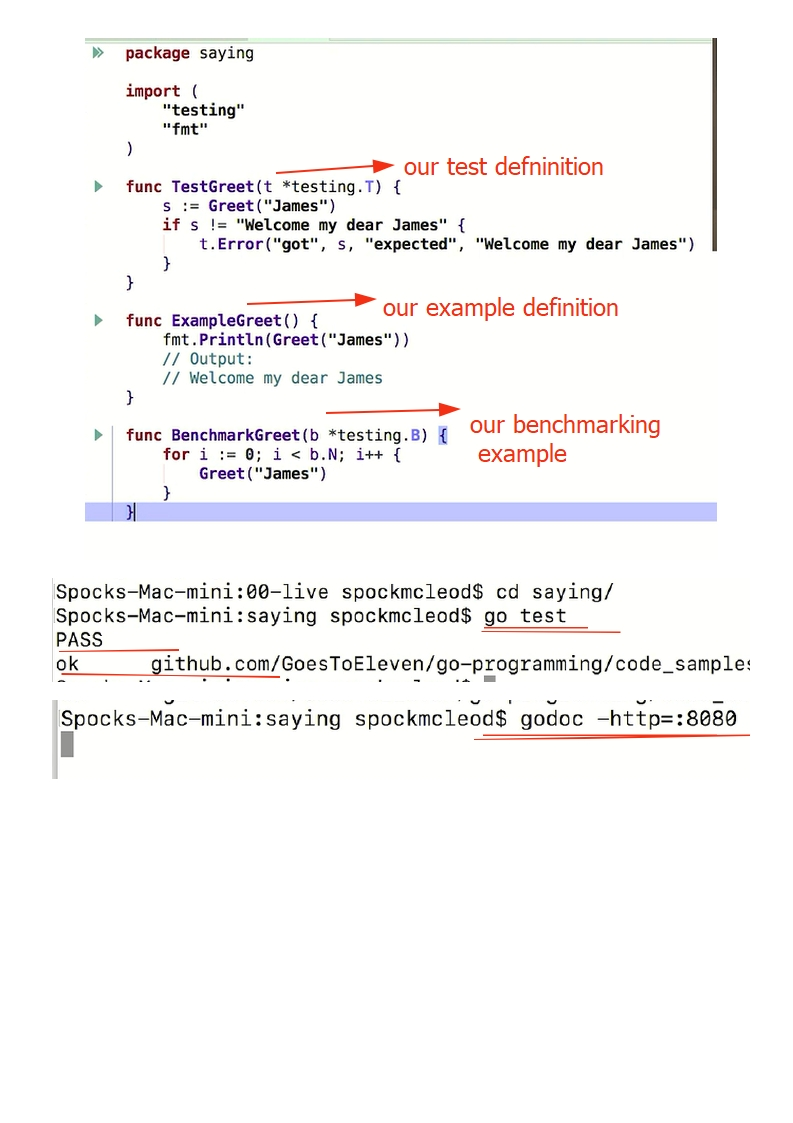 package saying
import (
"testing"
"fmt"
)
our test defninition
func TestGreet(t *testing.T) {
s := Greet("James")
if s != "Welcome my dear James" {
t.Error("got", s, "expected", "Welcome my dear James")
}
}
our example definition
func ExampleGreet() {
fmt.Println(Greet("James"))
// Output:
// Welcome my dear James
}
our benchmarking
example
func BenchmarkGreet(b *testing.B) {
for i := 0; i < b.N; i++ {
Greet("James")
}
}
Spocks-Mac-mini:00-live spockmcleod$ cd saying/
Spocks-Mac-mini:saying spockmcleod$ go test
PASS
ok github.com/GoesToEleven/go-programming/code_samples
Spocks-Mac-mini:saying spockmcleod$ godoc -http=:8080